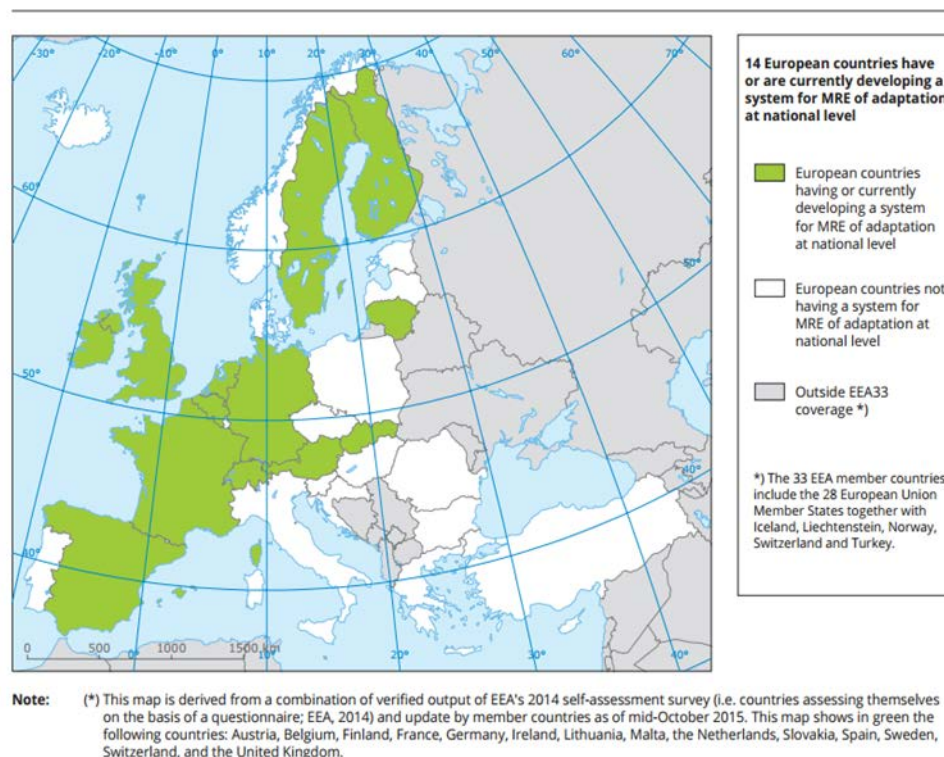 -30°
-20°
-10°
0°
10°
20°
30°
40°
50°
60°
70°
60°
50°
40°
50°
40°
0
500
1000
1500 km
0°
10°
20°
30°
40°
14 European countries have
or are currently developing a
system for MRE of adaptation
at national level
European countries
having or currently
developing a system
for MRE of adaptation
at national level
European countries not
having a system for
MRE of adaptation at
national level
Outside EEA33
coverage *)
*) The 33 EEA member countries
include the 28 European Union
Member States together with
Iceland, Liechtenstein, Norway,
Switzerland and Turkey.
Note: (*) This map is derived from a combination of verified output of EEA's 2014 self-assessment survey (i.e. countries assessing themselves
on the basis of a questionnaire; EEA, 2014) and update by member countries as of mid-October 2015. This map shows in green the
following countries: Austria, Belgium, Finland, France, Germany, Ireland, Lithuania, Malta, the Netherlands, Slovakia, Spain, Sweden,
Switzerland, and the United Kingdom.